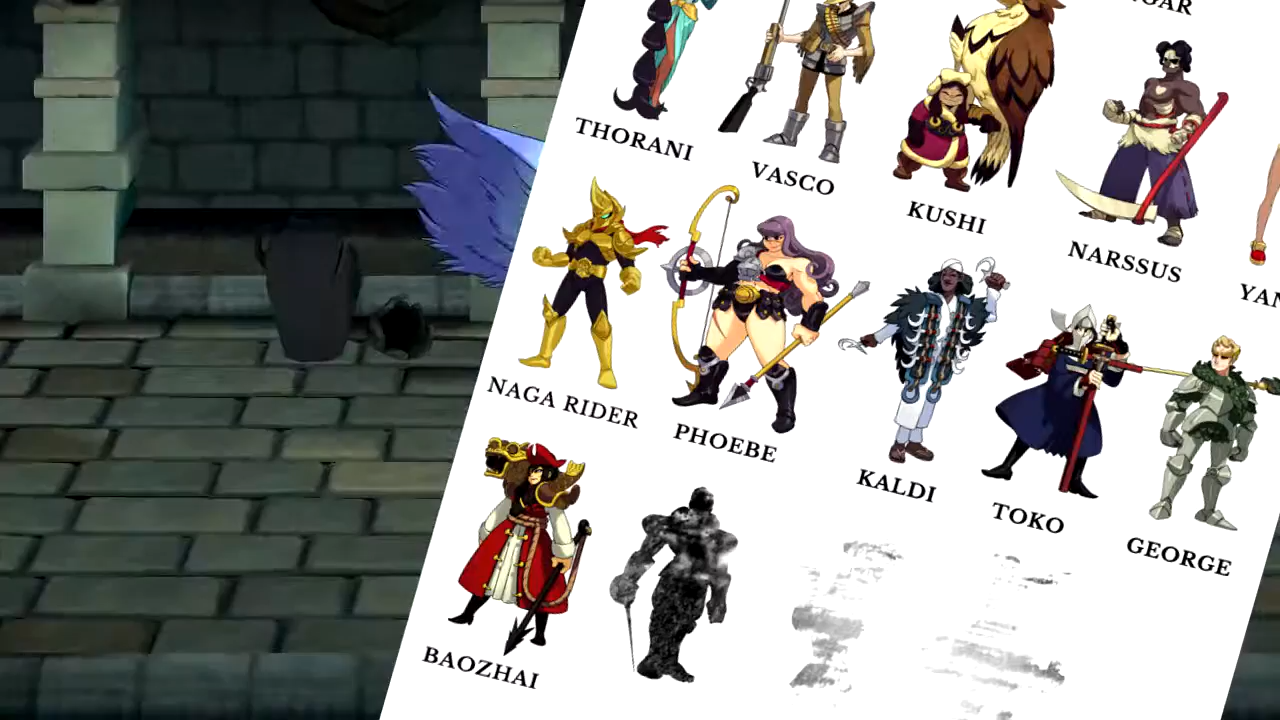 THORANI
VASCO
KUSHI
NARSSUS
NAGA RIDER
PHOEBE
KALDI
TOKO
GEORGE
BAOZHAI